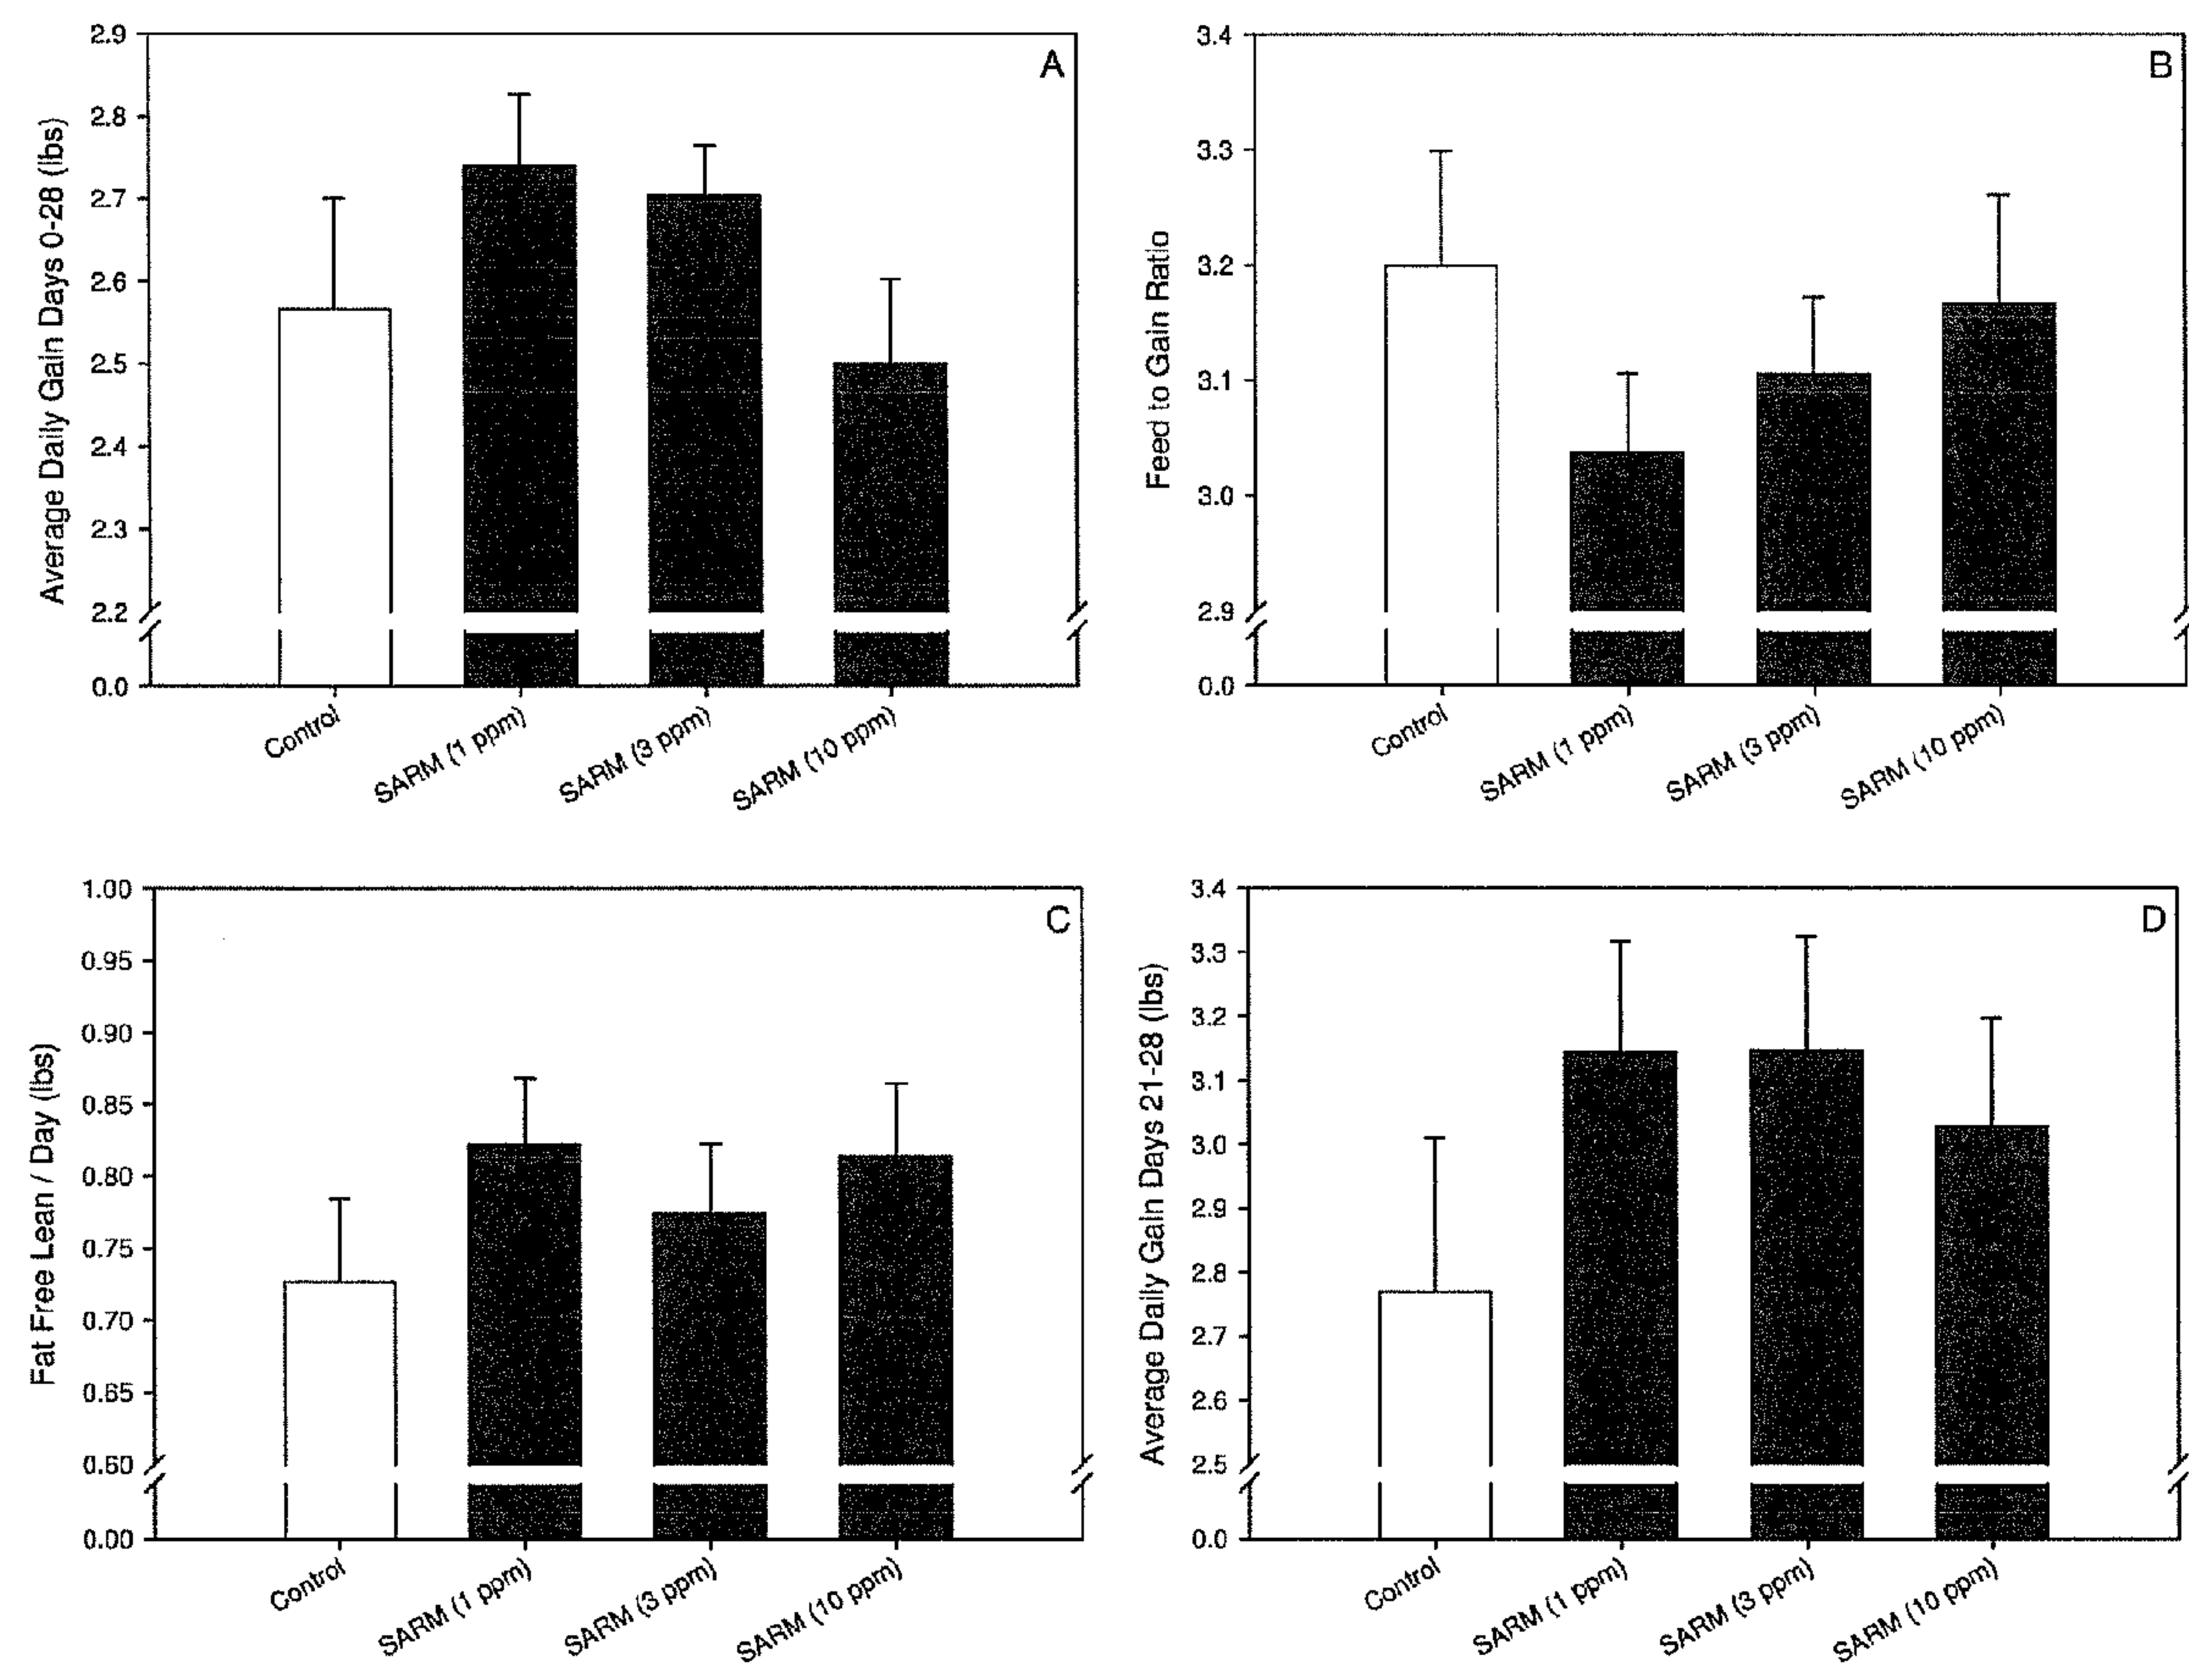 A
Average Daily Gain Days 0-28 (lbs)
2.9
2.8
2.7
2.6
2.5
2.4
2.3
2.2
0.0
Control
SARM (1 ppm)
SARM (3 ppm)
SARM (10 ppm)
B
Feed to Gain Ratio
3.4
3.3
3.2
3.1
3.0
2.9
0.0
Control
SARM (1 ppm)
SARM (3 ppm)
SARM (10 ppm)
C
Fat Free Lean / Day (lbs)
1.00
0.95
0.90
0.85
0.80
0.75
0.70
0.65
0.60
0.00
Control
SARM (1 ppm)
SARM (3 ppm)
SARM (10 ppm)
D
Average Daily Gain Days 21-28 (lbs)
3.4
3.3
3.2
3.1
3.0
2.9
2.8
2.7
2.6
2.5
0.0
Control
SARM (1 ppm)
SARM (3 ppm)
SARM (10 ppm)